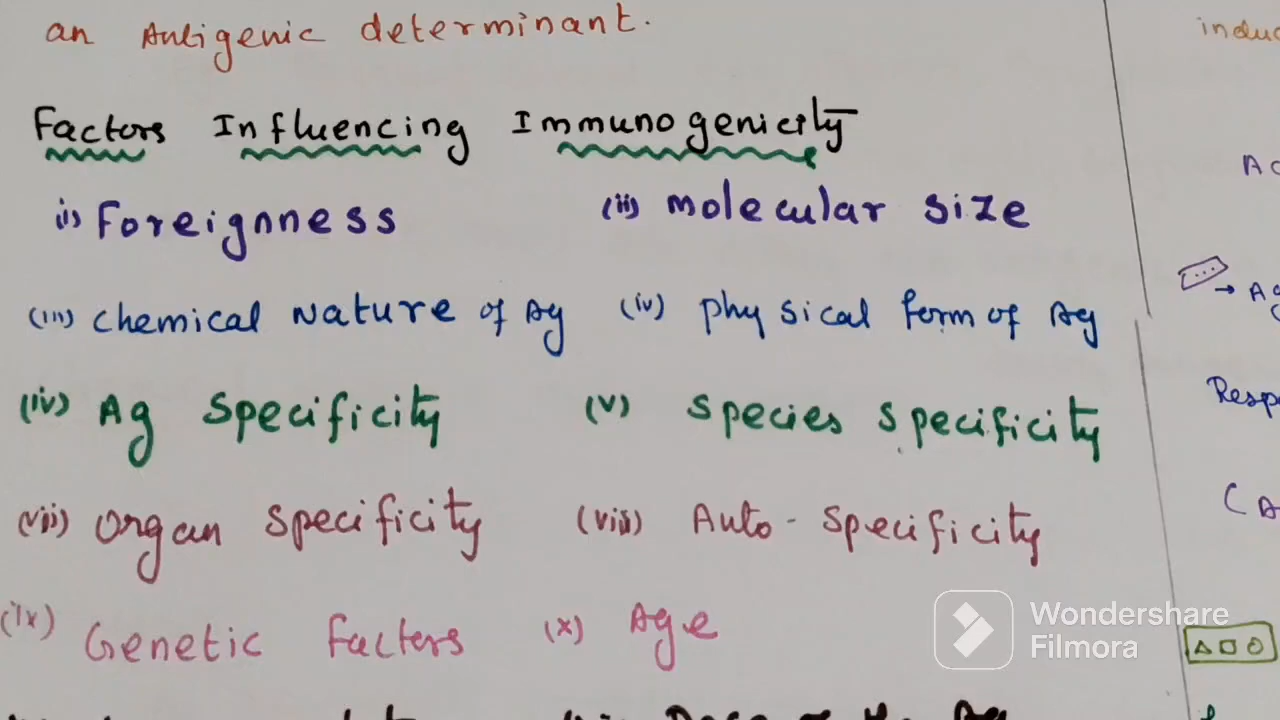 an Antigenic determinant.
Factors Influencing Immunogenicity
(i) Foreignness (ii) Molecular size
(iii) chemical Nature of Ag (iv) physical form of Ag
(iv) Ag specificity (v) species specificity
(vii) organ specificity (viii) Auto-specificity
(ix) Genetic factors (x) Age
Wondershare
Filmora